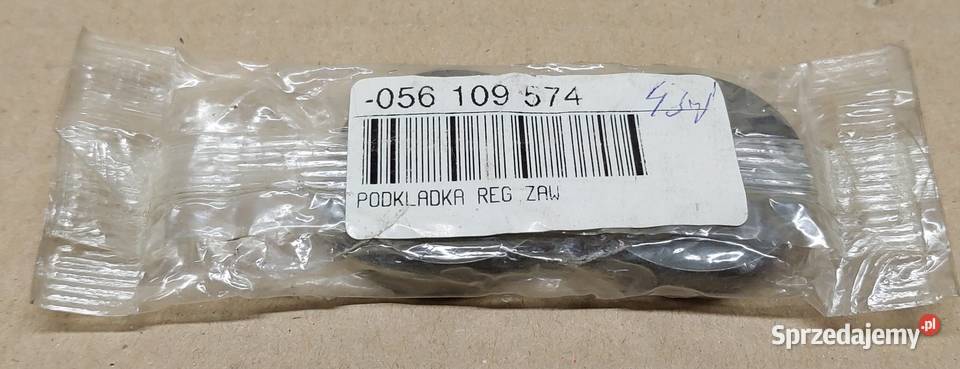 -056 109 574
PODKLADKA REG ZAW
Sprzedajemy.pl